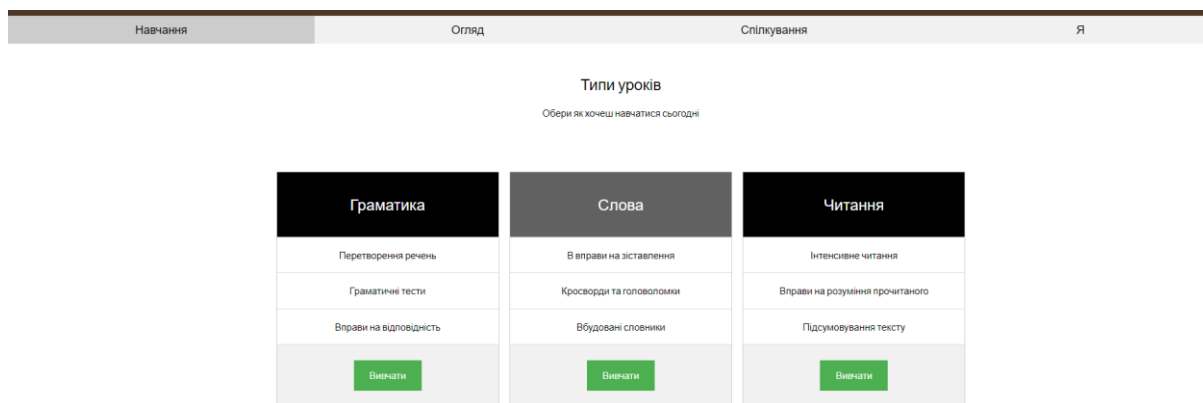 Навчання Огляд Спілкування Я
Типи уроків
Обери як хочеш навчатися сьогодні
Граматика Слова Читання
Перетворення речень В вправи на зіставлення Інтенсивне читання
Граматичні тести Кросворди та головоломки Вправи на розуміння прочитаного
Вправи на відповідність Вбудовані словники Підсумовування тексту
Вивчати Вивчати Вивчати